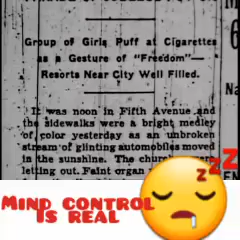 Group of Girls Puff at Cigarettes
as a Gesture of "Freedom"—
Resorts Near City Well Filled.
It was noon in Fifth Avenue and
the sidewalks were a bright medley
of color yesterday as an unbroken
stream of glinting automobiles moved
in the sunshine. The
letting out. Faint organ
MIND CONTROL
IS REAL
z z z